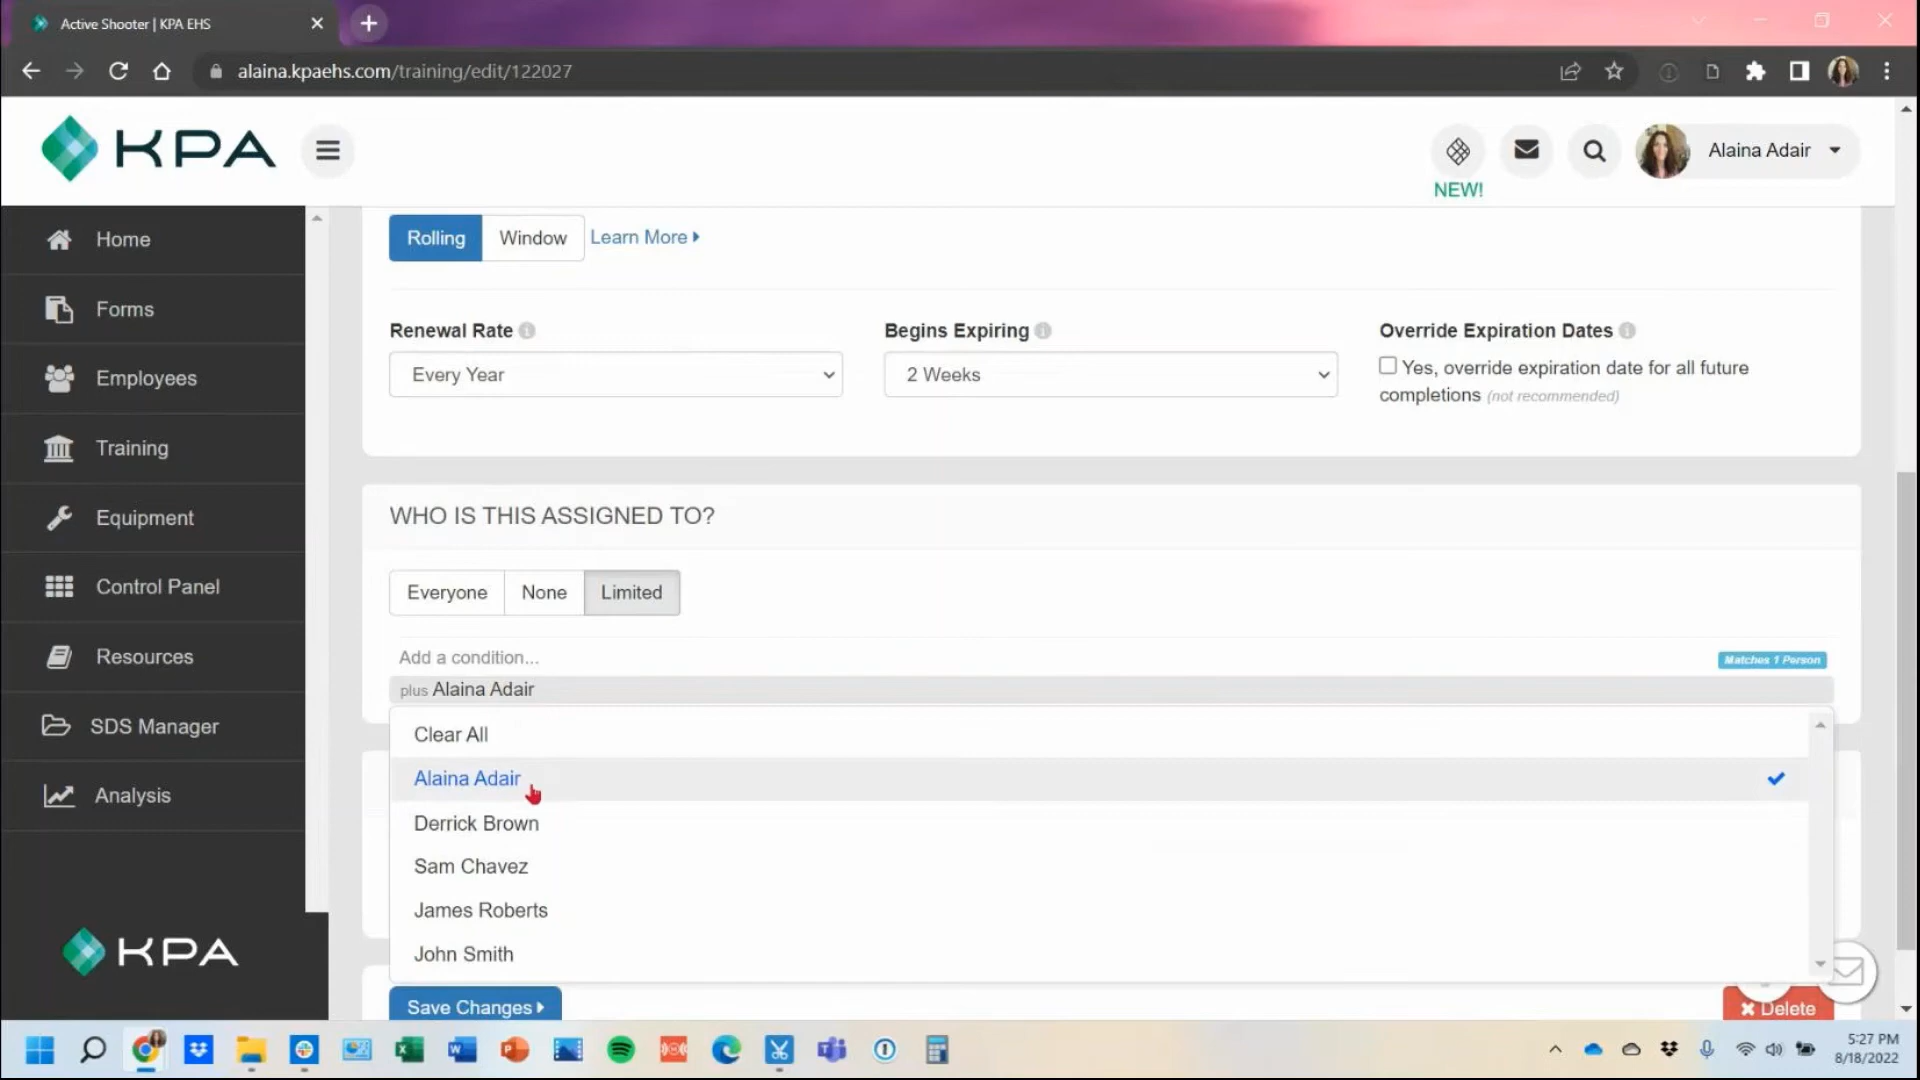 Active Shooter | KPA EHS
alaina.kpaehs.com/training/edit/122027
KPA
NEW!
Alaina Adair
Home
Forms
Employees
Training
Equipment
Control Panel
Resources
SDS Manager
Analysis
KPA
Rolling
Window
Learn More
Renewal Rate
Begins Expiring
Override Expiration Dates
Every Year
2 Weeks
Yes, override expiration date for all future
completions (not recommended)
WHO IS THIS ASSIGNED TO?
Everyone
None
Limited
Add a condition...
Matches 1 Person
plus Alaina Adair
Clear All
Alaina Adair
Derrick Brown
Sam Chavez
James Roberts
John Smith
Save Changes
Delete
5:27 PM
8/18/2022